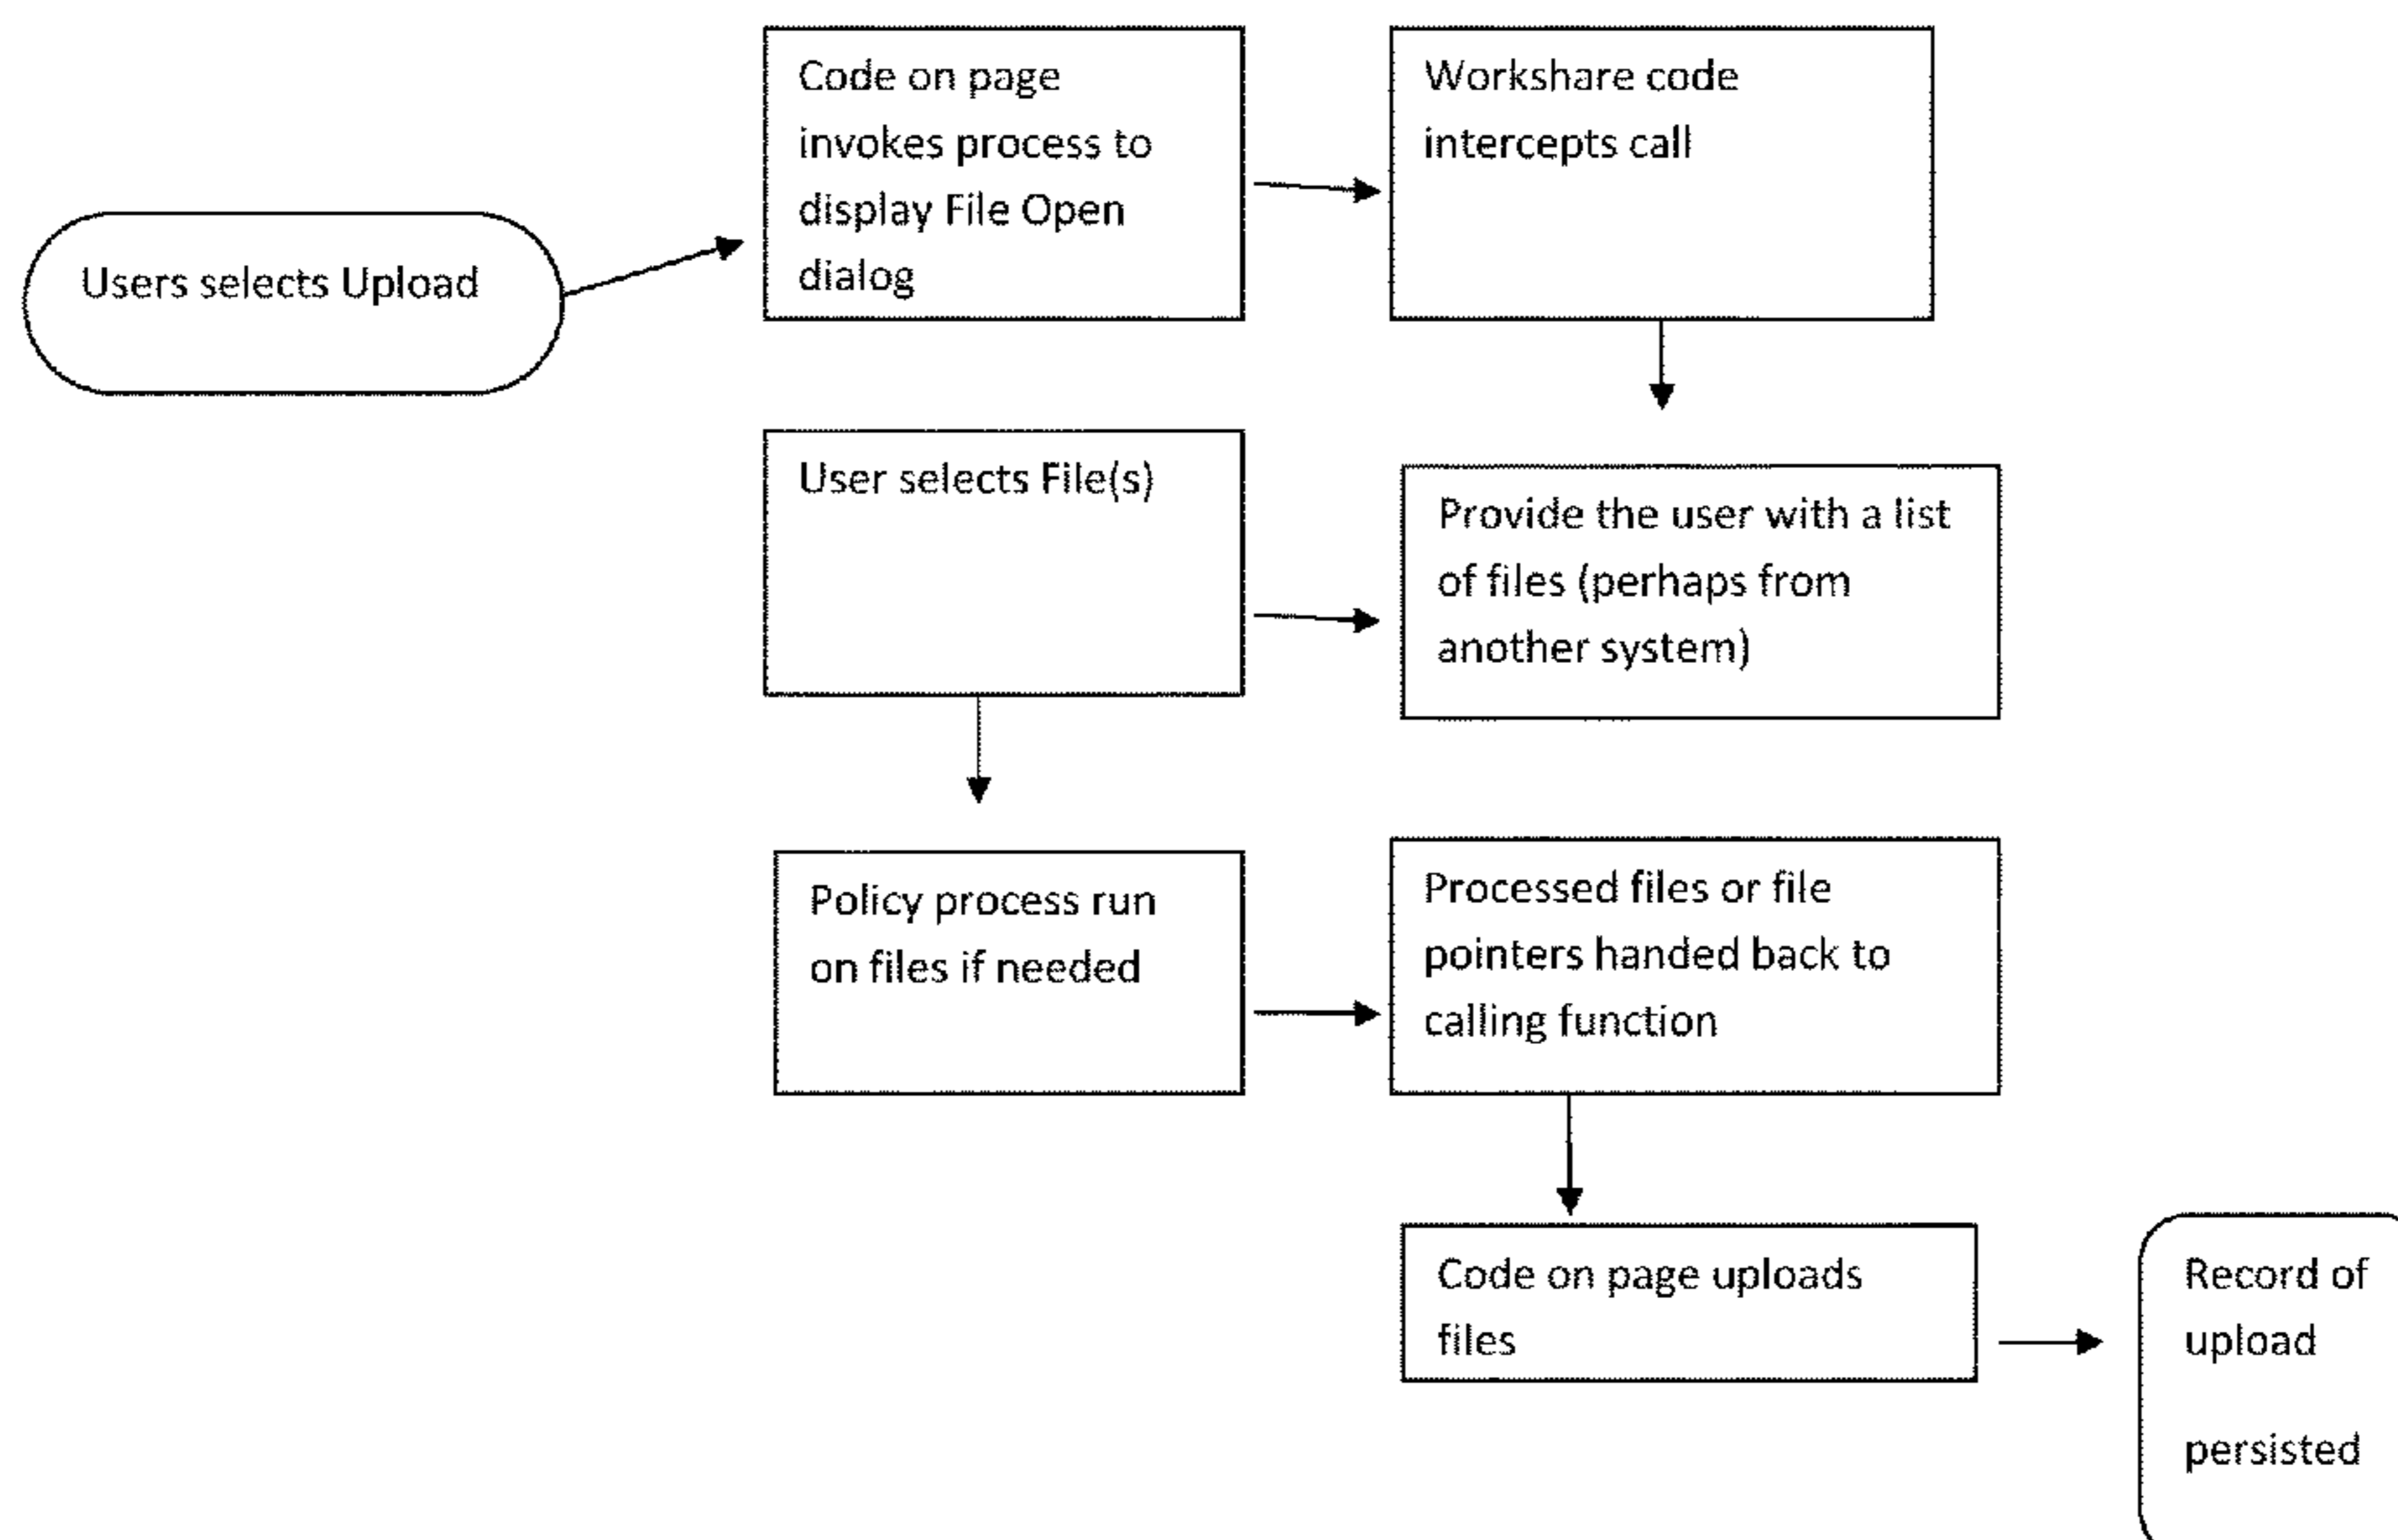 Users selects Upload
Code on page
invokes process to
display File Open
dialog
Workshare code
intercepts call
User selects File(s)
Provide the user with a list
of files (perhaps from
another system)
Policy process run
on files if needed
Processed files or file
pointers handed back to
calling function
Code on page uploads
files
Record of
upload
persisted